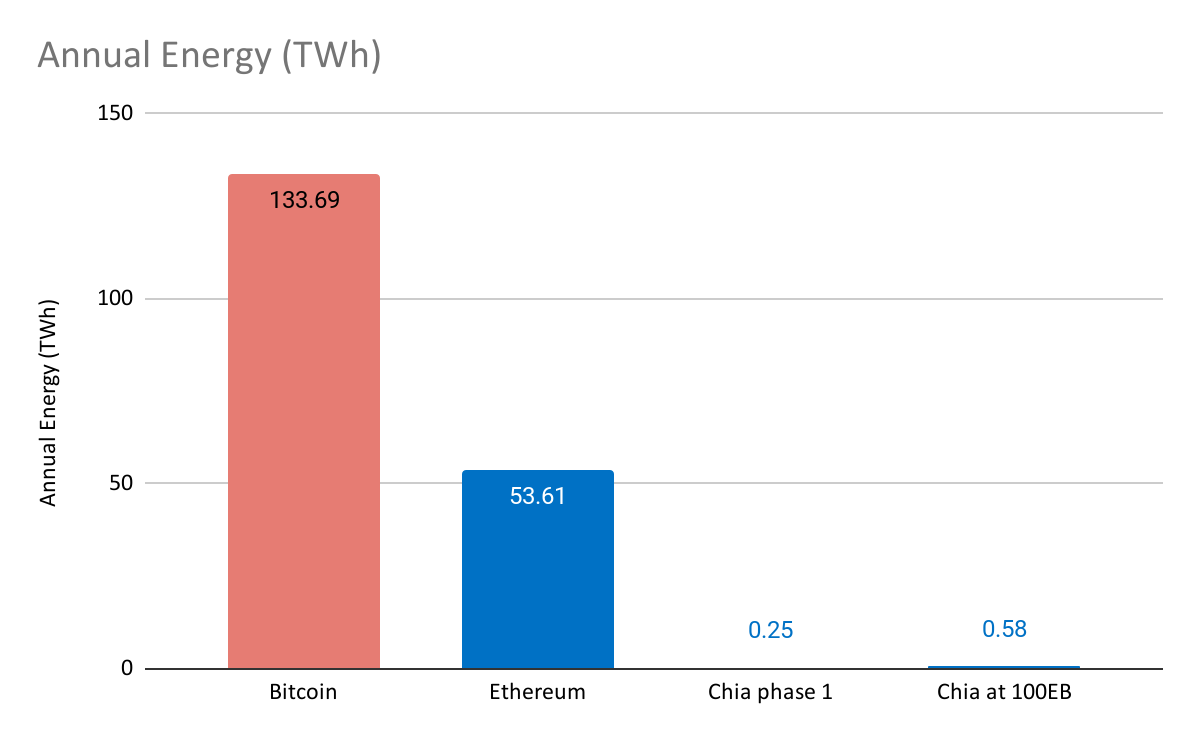 Annual Energy (TWh)
Annual Energy (TWh)
150
100
50
0
133.69
53.61
0.25
0.58
Bitcoin
Ethereum
Chia phase 1
Chia at 100EB